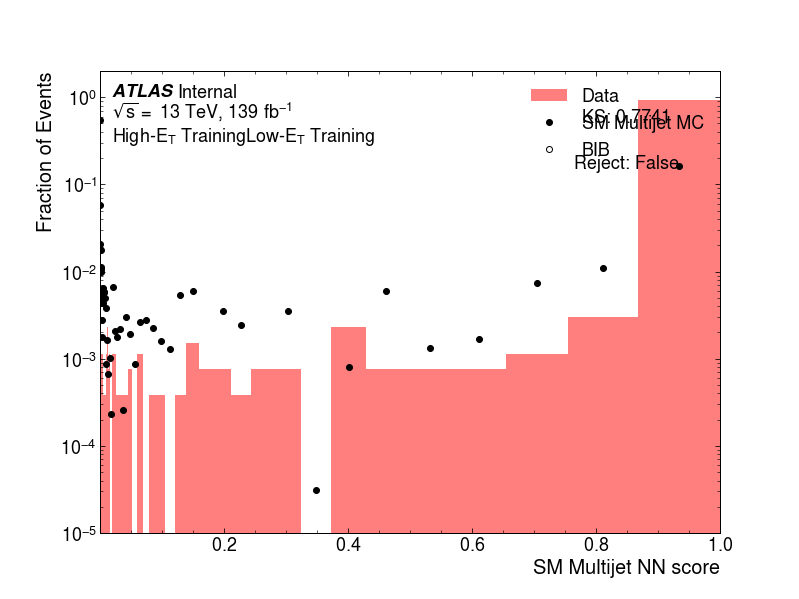 ATLAS Internal
√s = 13 TeV, 139 fb⁻¹
High-E_T TrainingLow-E_T Training
Data
KS: 0.7741
SM Multijet MC
BIB
Reject: False
Fraction of Events
10⁰
10⁻¹
10⁻²
10⁻³
10⁻⁴
10⁻⁵
0.2 0.4 0.6 0.8 1.0
SM Multijet NN score